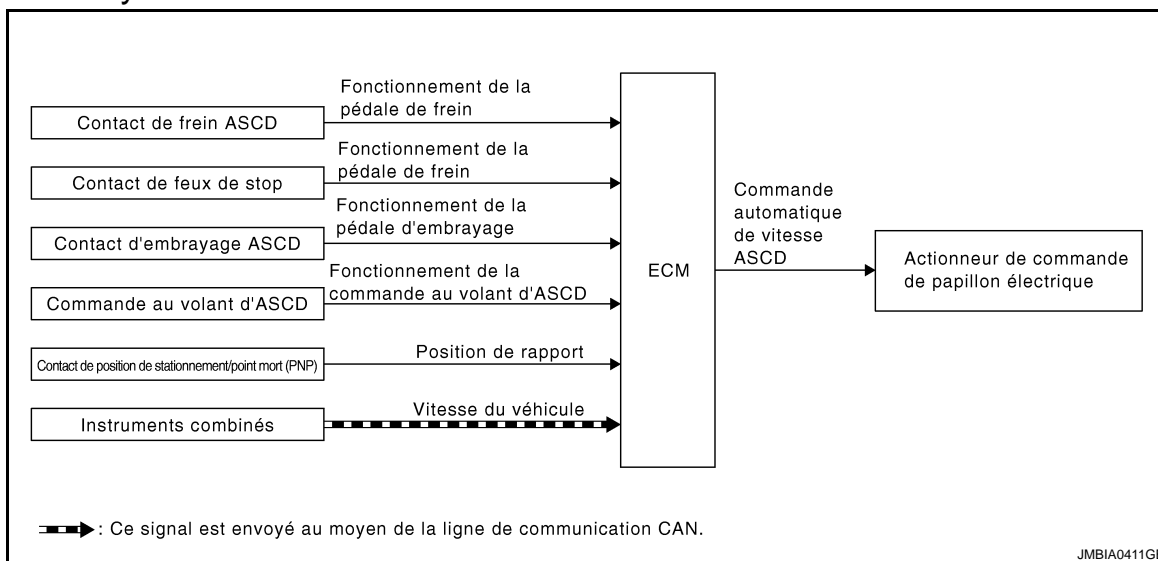 Contact de frein ASCD
Fonctionnement de la
pédale de frein
Contact de feux de stop
Fonctionnement de la
pédale de frein
Contact d'embrayage ASCD
Fonctionnement de la
pédale d'embrayage
Commande au volant d'ASCD
Fonctionnement de la
commande au volant d'ASCD
Contact de position de stationnement/point mort (PNP)
Position de rapport
Instruments combinés
Vitesse du véhicule
ECM
Commande
automatique
de vitesse
ASCD
Actionneur de commande
de papillon électrique
: Ce signal est envoyé au moyen de la ligne de communication CAN.